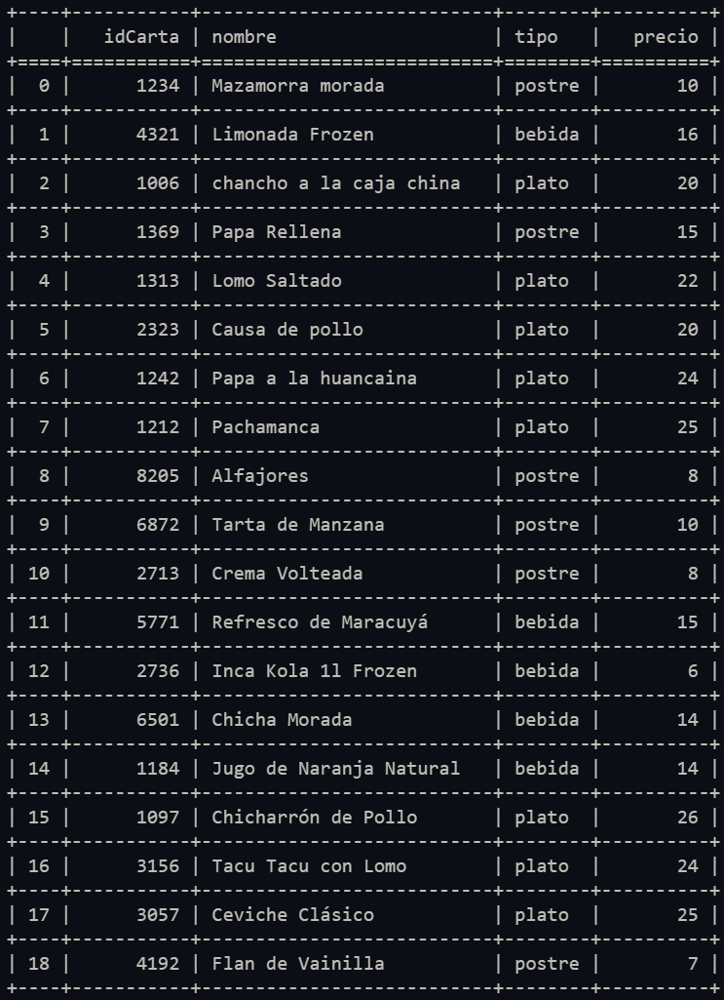 +----+-----------+---------------------------+--------+----------+
|    |   idCarta | nombre                    | tipo   |   precio |
+====+===========+===========================+========+==========+
|  0 |      1234 | Mazamorra morada          | postre |       10 |
+----+-----------+---------------------------+--------+----------+
|  1 |      4321 | Limonada Frozen           | bebida |       16 |
+----+-----------+---------------------------+--------+----------+
|  2 |      1006 | chancho a la caja china   | plato  |       20 |
+----+-----------+---------------------------+--------+----------+
|  3 |      1369 | Papa Rellena              | postre |       15 |
+----+-----------+---------------------------+--------+----------+
|  4 |      1313 | Lomo Saltado              | plato  |       22 |
+----+-----------+---------------------------+--------+----------+
|  5 |      2323 | Causa de pollo            | plato  |       20 |
+----+-----------+---------------------------+--------+----------+
|  6 |      1242 | Papa a la huancaina       | plato  |       24 |
+----+-----------+---------------------------+--------+----------+
|  7 |      1212 | Pachamanca                | plato  |       25 |
+----+-----------+---------------------------+--------+----------+
|  8 |      8205 | Alfajores                 | postre |        8 |
+----+-----------+---------------------------+--------+----------+
|  9 |      6872 | Tarta de Manzana          | postre |       10 |
+----+-----------+---------------------------+--------+----------+
| 10 |      2713 | Crema Volteada            | postre |        8 |
+----+-----------+---------------------------+--------+----------+
| 11 |      5771 | Refresco de Maracuyá      | bebida |       15 |
+----+-----------+---------------------------+--------+----------+
| 12 |      2736 | Inca Kola 1l Frozen       | bebida |        6 |
+----+-----------+---------------------------+--------+----------+
| 13 |      6501 | Chicha Morada             | bebida |       14 |
+----+-----------+---------------------------+--------+----------+
| 14 |      1184 | Jugo de Naranja Natural   | bebida |       14 |
+----+-----------+---------------------------+--------+----------+
| 15 |      1097 | Chicharrón de Pollo       | plato  |       26 |
+----+-----------+---------------------------+--------+----------+
| 16 |      3156 | Tacu Tacu con Lomo        | plato  |       24 |
+----+-----------+---------------------------+--------+----------+
| 17 |      3057 | Ceviche Clásico           | plato  |       25 |
+----+-----------+---------------------------+--------+----------+
| 18 |      4192 | Flan de Vainilla          | postre |        7 |
+----+-----------+---------------------------+--------+----------+